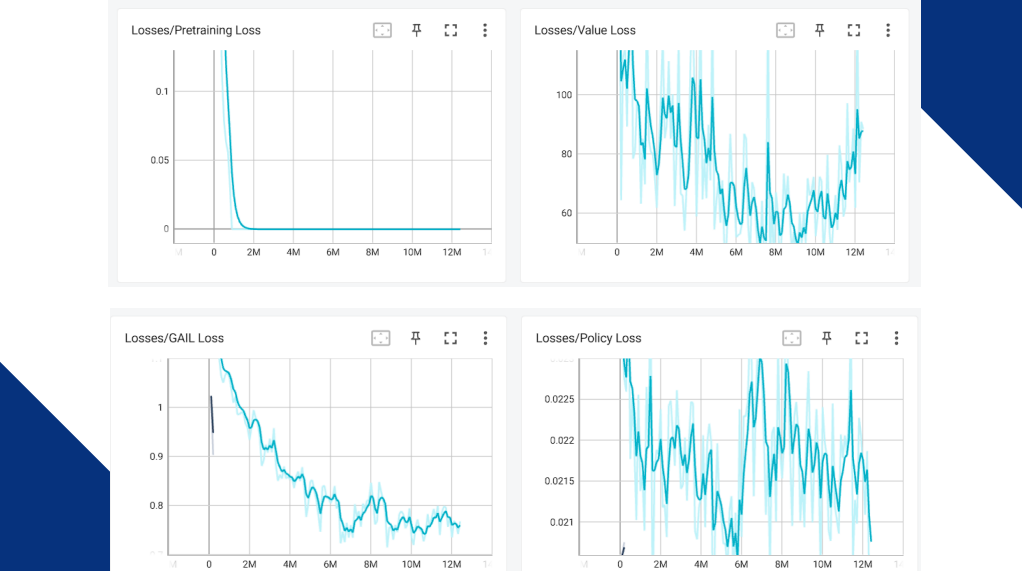 Losses/Pretraining Loss
0.1
0.05
0
0 2M 4M 6M 8M 10M 12M
Losses/Value Loss
100
80
60
0 2M 4M 6M 8M 10M 12M
Losses/GAIL Loss
1
0.9
0.8
0 2M 4M 6M 8M 10M 12M
Losses/Policy Loss
0.0225
0.022
0.0215
0.021
0 2M 4M 6M 8M 10M 12M